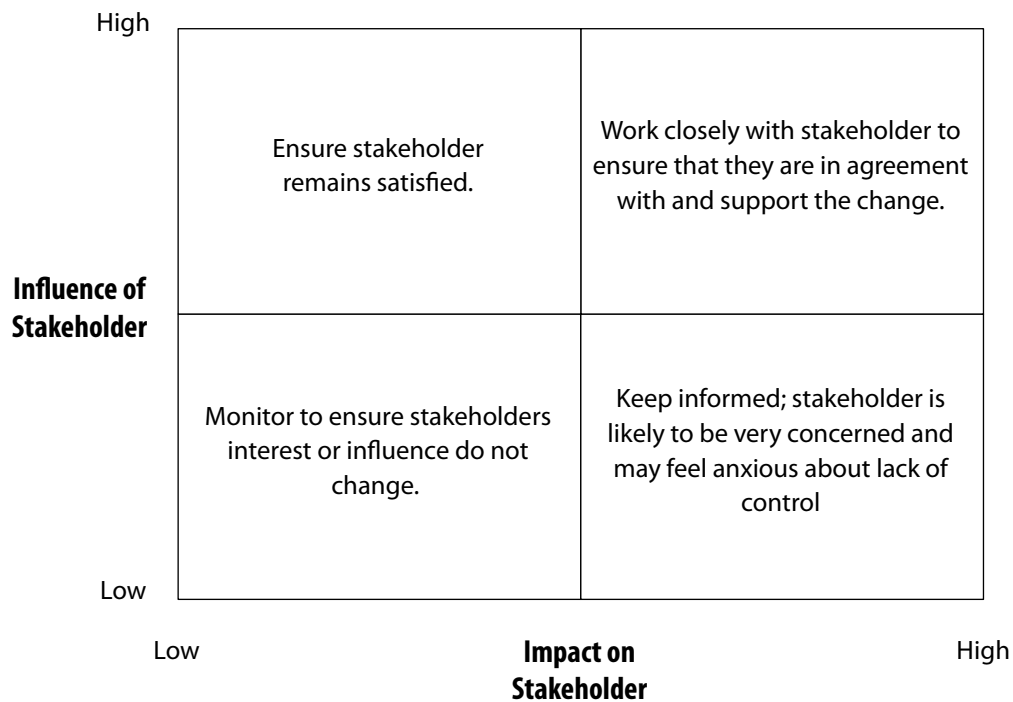 High
Ensure stakeholder
remains satisfied.
Work closely with stakeholder to
ensure that they are in agreement
with and support the change.
Influence of
Stakeholder
Monitor to ensure stakeholders
interest or influence do not
change.
Keep informed; stakeholder is
likely to be very concerned and
may feel anxious about lack of
control
Low
Low
Impact on
Stakeholder
High